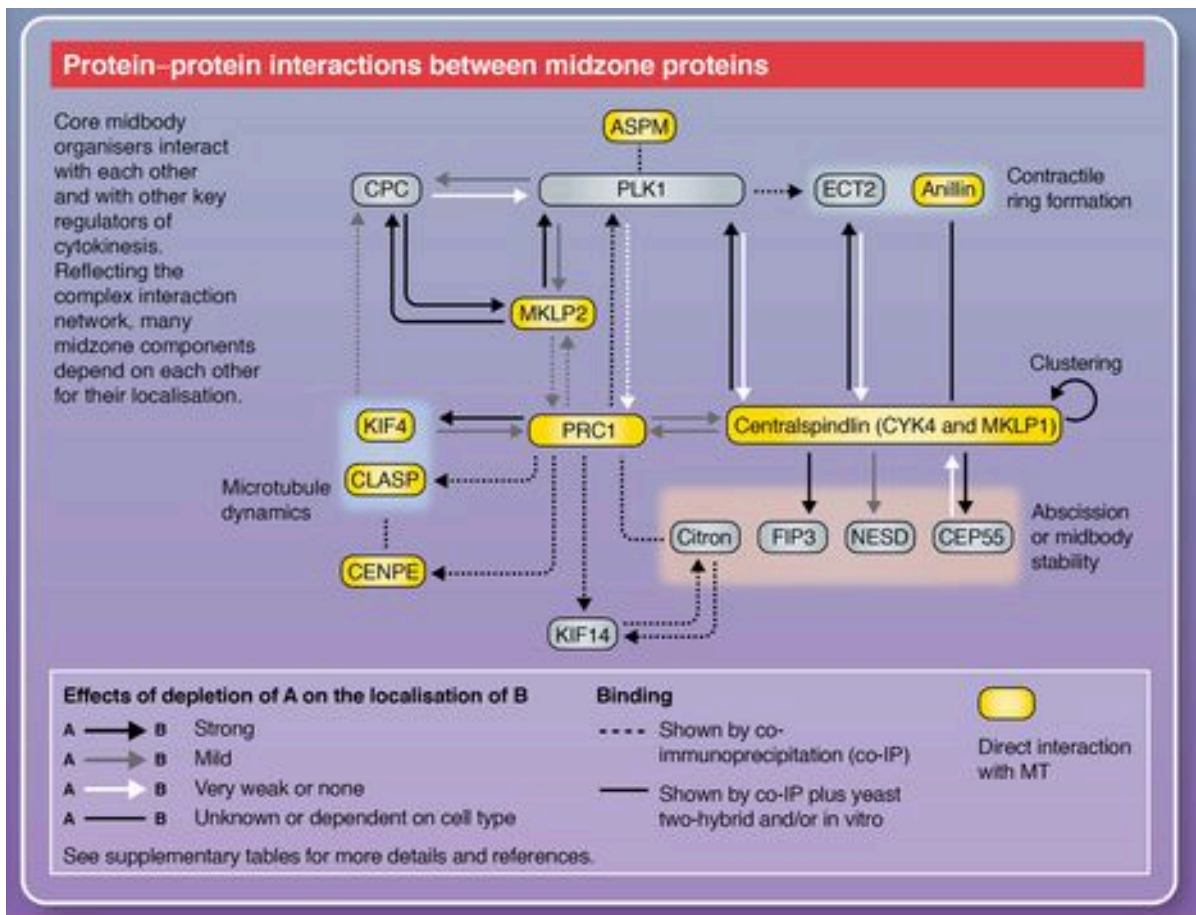 Protein–protein interactions between midzone proteins
Core midbody
organisers interact
with each other
and with other key
regulators of
cytokinesis.
Reflecting the
complex interaction
network, many
midzone components
depend on each other
for their localisation.
ASPM
CPC
PLK1
ECT2
Anillin
Contractile
ring formation
MKLP2
Clustering
KIF4
PRC1
Centralspindlin (CYK4 and MKLP1)
CLASP
Microtubule
dynamics
Citron
FIP3
NESD
CEP55
Abscission
or midbody
stability
CENPE
KIF14
Effects of depletion of A on the localisation of B
A B Strong
A B Mild
A B Very weak or none
A B Unknown or dependent on cell type
See supplementary tables for more details and references.
Binding
Shown by co-
immunoprecipitation (co-IP)
Shown by co-IP plus yeast
two-hybrid and/or in vitro
Direct interaction
with MT